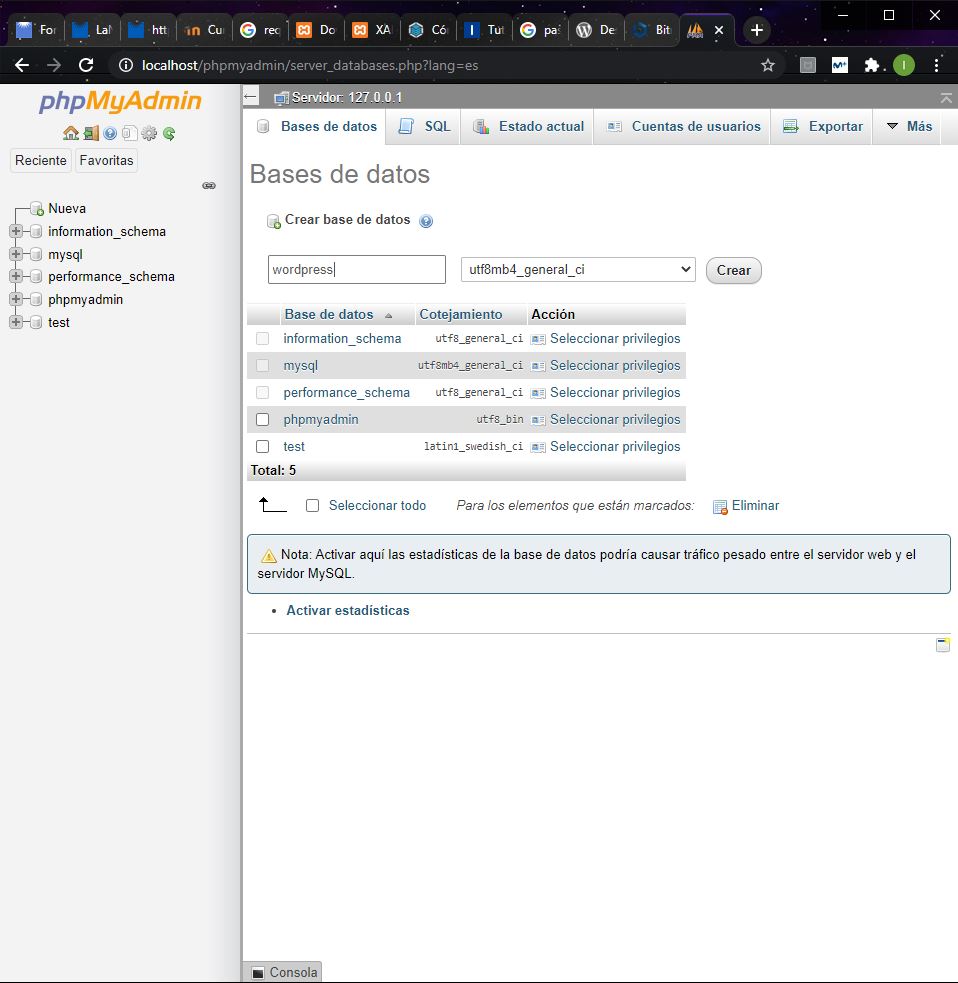 For
Lal
htt
Cu
rec
Do
XA
Có
Tut
pa
De
Bit
localhost/phpmyadmin/server_databases.php?lang=es
I
phpMyAdmin
Reciente Favoritas
Nueva
information_schema
mysql
performance_schema
phpmyadmin
test
Servidor: 127.0.0.1
Bases de datos SQL Estado actual Cuentas de usuarios Exportar Más
Bases de datos
Crear base de datos
wordpress utf8mb4_general_ci Crear
Base de datos Cotejamiento Acción
information_schema utf8_general_ci Seleccionar privilegios
mysql utf8mb4_general_ci Seleccionar privilegios
performance_schema utf8_general_ci Seleccionar privilegios
phpmyadmin utf8_bin Seleccionar privilegios
test latin1_swedish_ci Seleccionar privilegios
Total: 5
Seleccionar todo Para los elementos que están marcados: Eliminar
Nota: Activar aquí las estadísticas de la base de datos podría causar tráfico pesado entre el servidor web y el
servidor MySQL.
Activar estadísticas
Consola